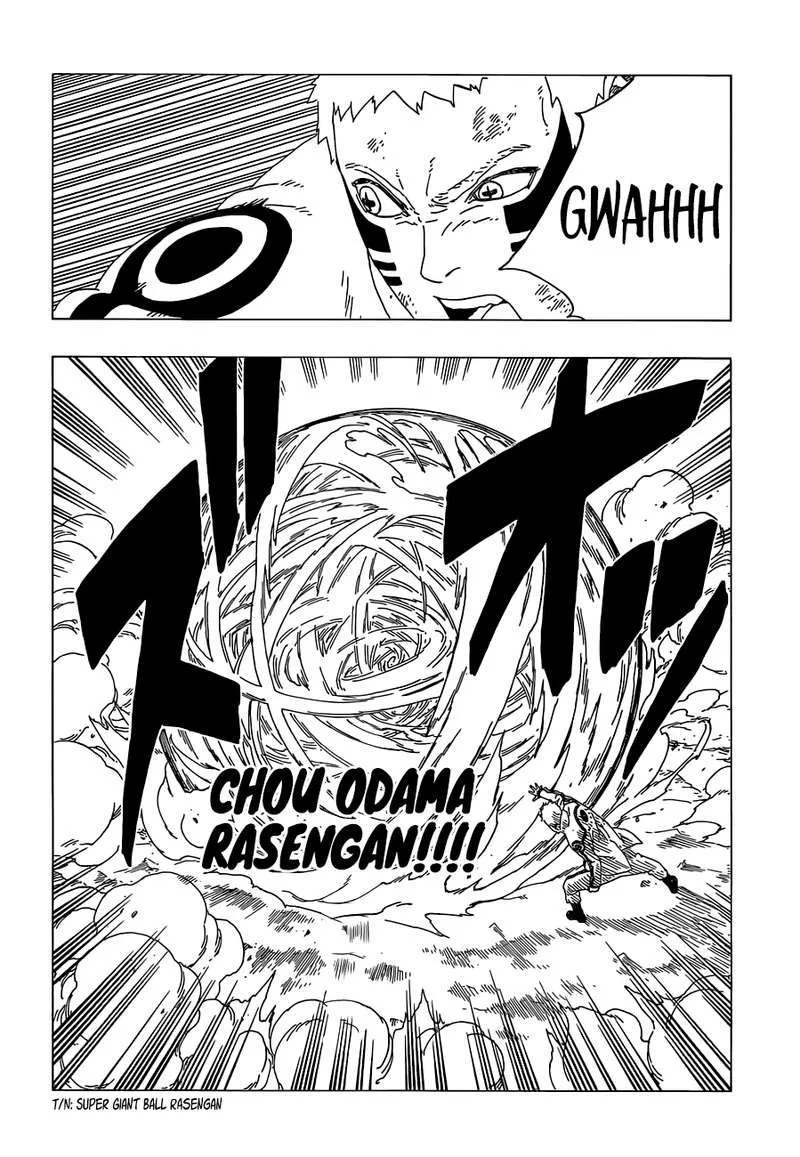 GWAHHH
ズオッ
CHOU ODAMA
RASENGAN!!!!
T/N: SUPER GIANT BALL RASENGAN